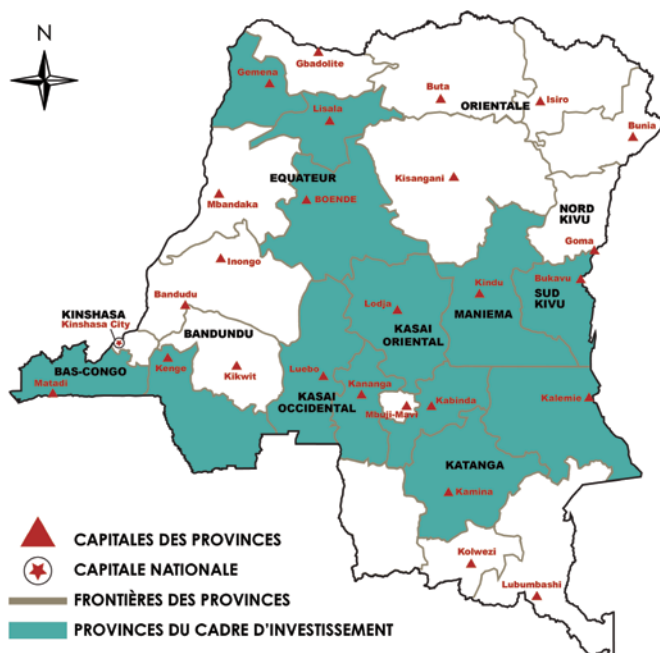 N
Gbadolite
Gemena
Buta
ORIENTALE
Isiro
Lisala
Bunia
EQUATEUR
Kisangani
Mbandaka
BOENDE
NORD
KIVU
Goma
Inongo
Bandudu
Kindu
Bukavu
Lodja
SUD
KIVU
MANIEMA
KINSHASA
Kinshasa City
BANDUNDU
KASAI
ORIENTAL
BAS-CONGO
Kenge
Kikwit
Luebo
Matadi
KASAI
OCCIDENTAL
Kananga
Mbuji-Mavi
Kabinda
Kalemie
KATANGA
Kamina
Kolwezi
Lubumbashi
CAPITALES DES PROVINCES
CAPITALE NATIONALE
FRONTIÈRES DES PROVINCES
PROVINCES DU CADRE D'INVESTISSEMENT